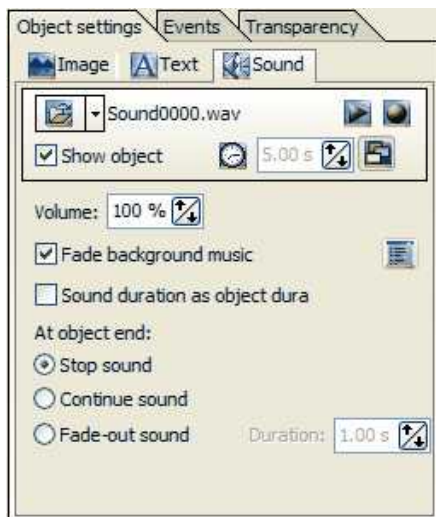 Object settings Events Transparency
Image Text Sound
Sound0000.wav
Show object 5.00 s
Volume: 100 %
Fade background music
Sound duration as object dura
At object end:
Stop sound
Continue sound
Fade-out sound Duration: 1.00 s